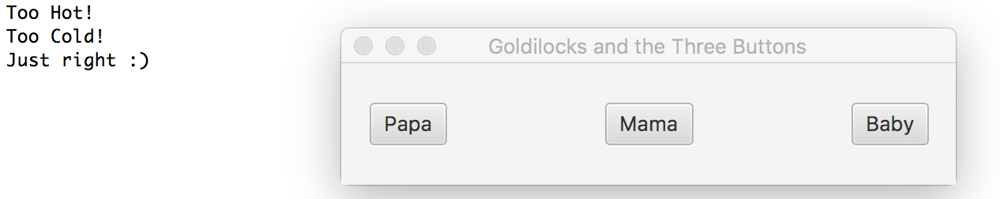 Too Hot!
Too Cold!
Just right :)
Goldilocks and the Three Buttons
Papa
Mama
Baby